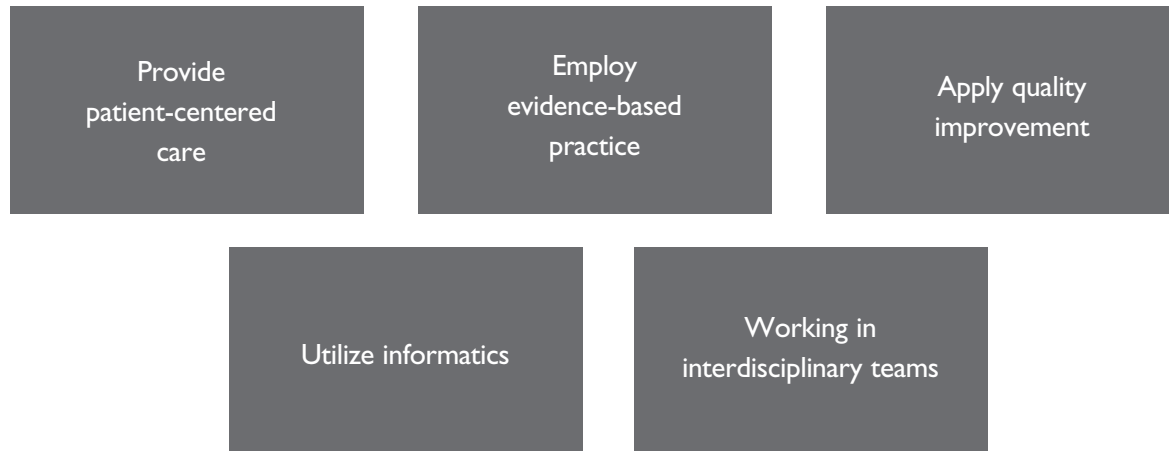 Provide
patient-centered
care
Employ
evidence-based
practice
Apply quality
improvement
Utilize informatics
Working in
interdisciplinary teams